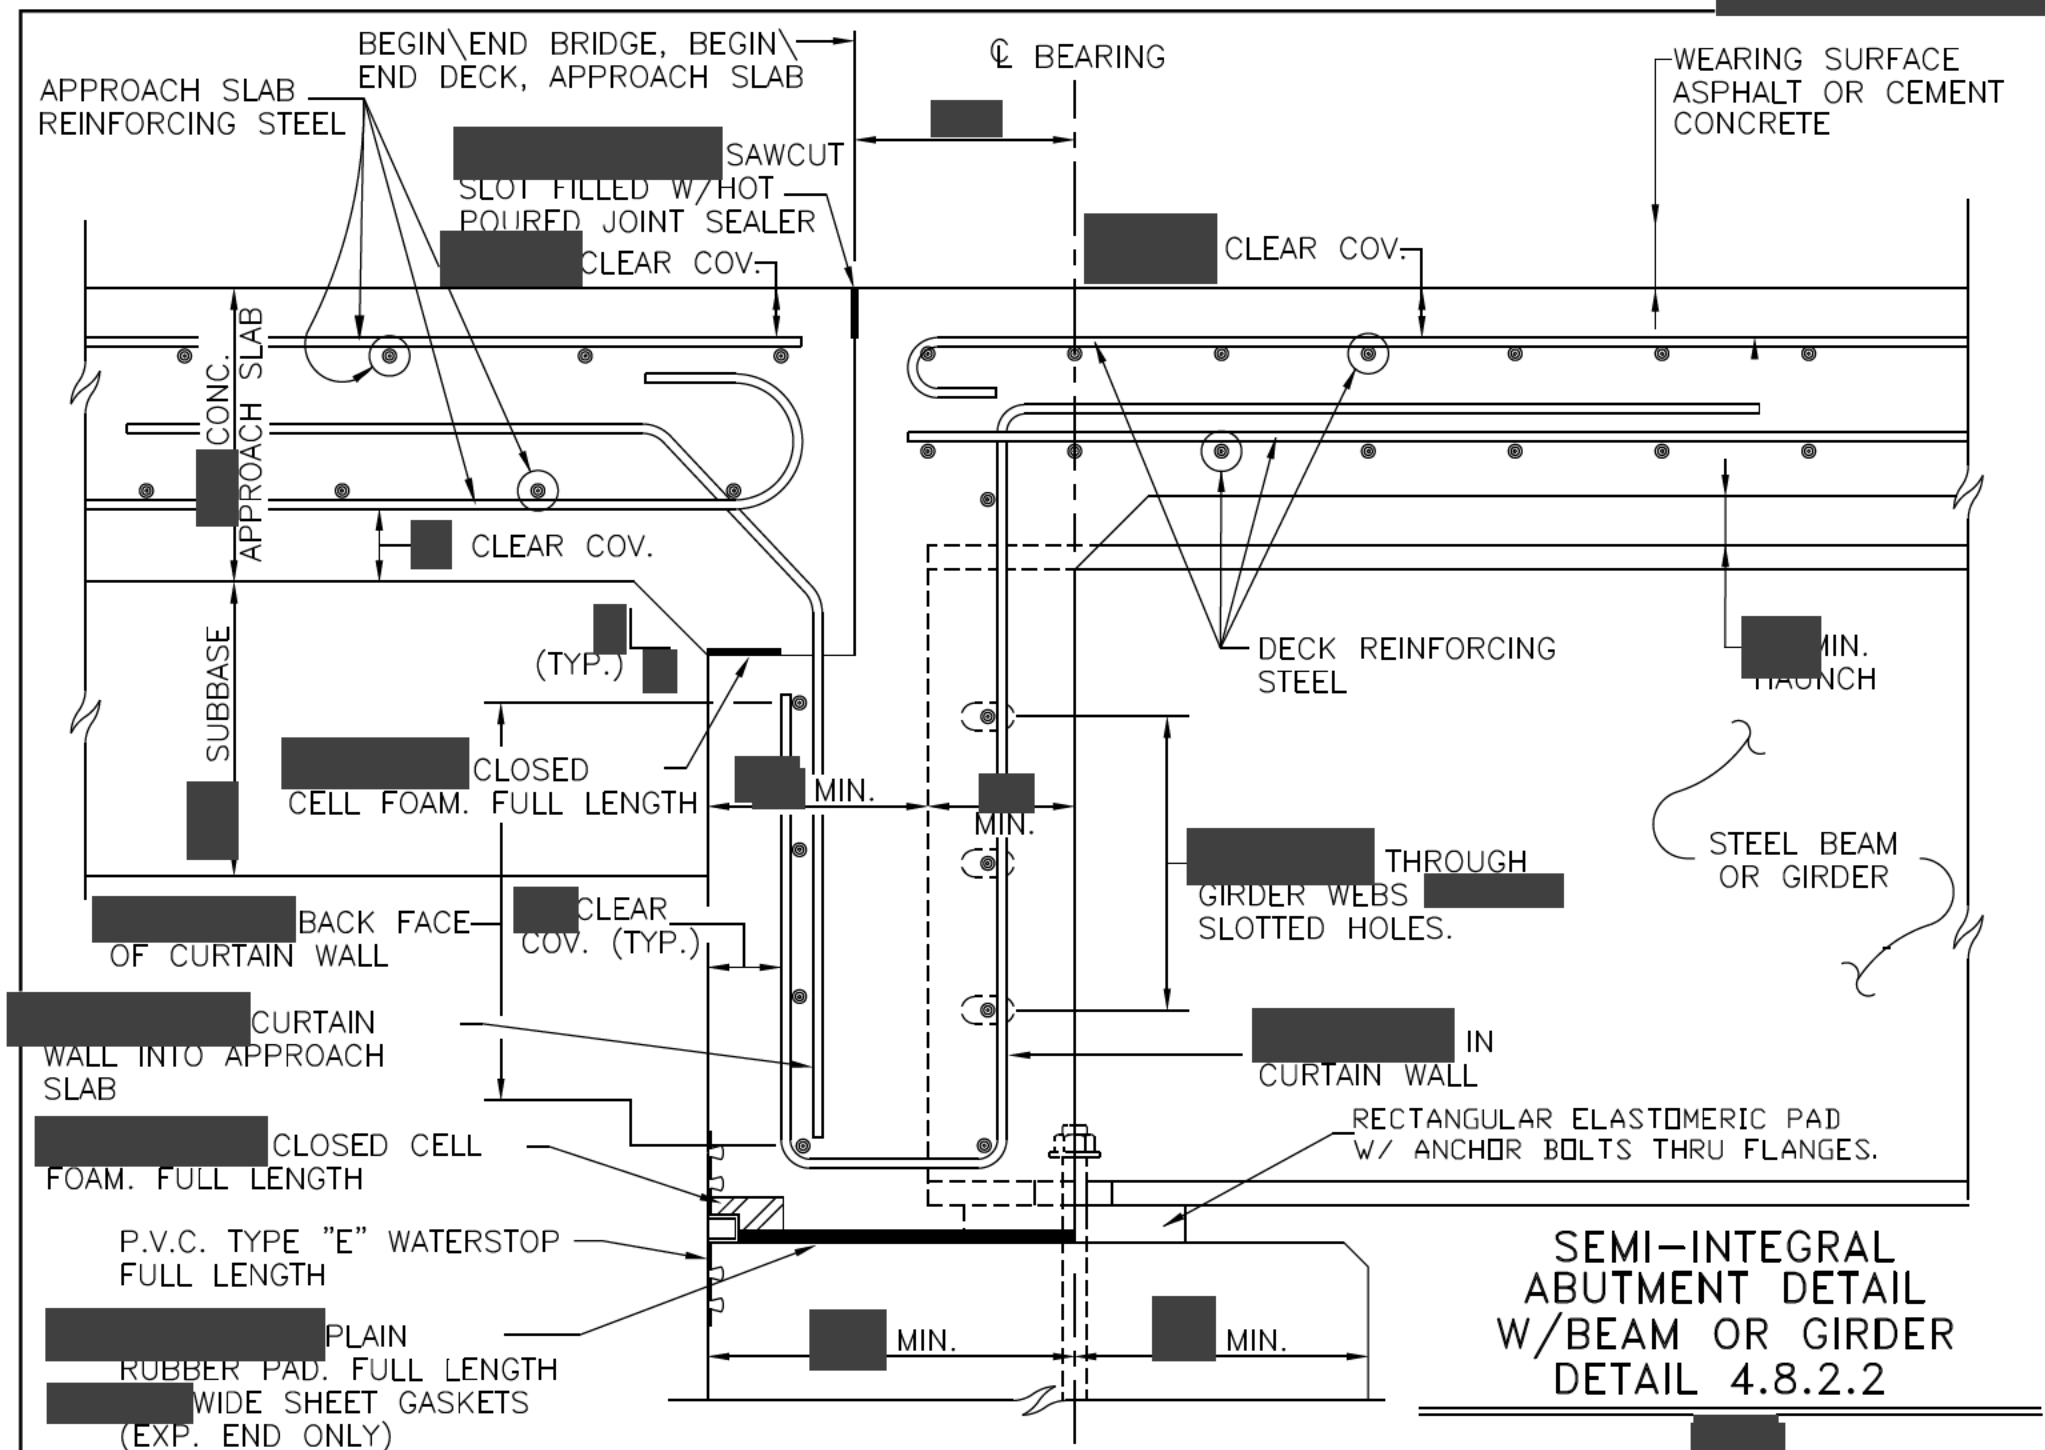 BEGIN\END BRIDGE, BEGIN\
END DECK, APPROACH SLAB
℄ BEARING
WEARING SURFACE
ASPHALT OR CEMENT
CONCRETE
APPROACH SLAB
REINFORCING STEEL
SAWCUT
SLOT FILLED W/HOT
POURED JOINT SEALER
CLEAR COV.
CLEAR COV.
CONC.
APPROACH SLAB
CLEAR COV.
(TYP.)
SUBBASE
DECK REINFORCING
STEEL
MIN.
HAUNCH
CLOSED
CELL FOAM. FULL LENGTH
MIN.
MIN.
THROUGH
GIRDER WEBS
SLOTTED HOLES.
STEEL BEAM
OR GIRDER
BACK FACE
OF CURTAIN WALL
CLEAR
COV. (TYP.)
CURTAIN
WALL INTO APPROACH
SLAB
IN
CURTAIN WALL
CLOSED CELL
FOAM. FULL LENGTH
RECTANGULAR ELASTOMERIC PAD
W/ ANCHOR BOLTS THRU FLANGES.
P.V.C. TYPE "E" WATERSTOP
FULL LENGTH
PLAIN
RUBBER PAD. FULL LENGTH
WIDE SHEET GASKETS
(EXP. END ONLY)
MIN.
MIN.
SEMI-INTEGRAL
ABUTMENT DETAIL
W/BEAM OR GIRDER
DETAIL 4.8.2.2